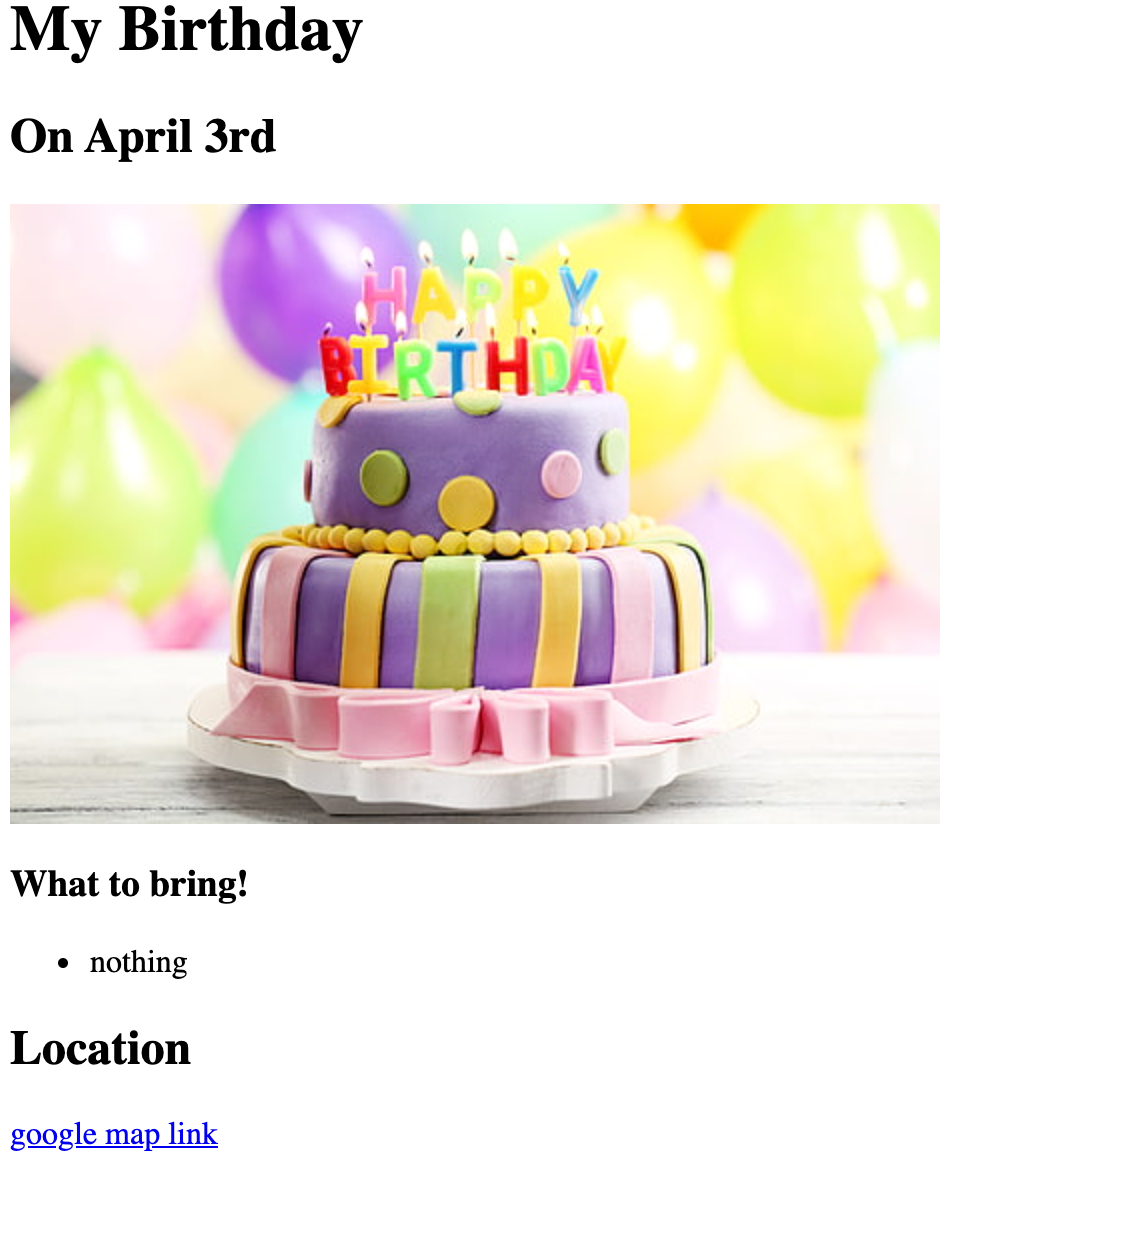 My Birthday
On April 3rd
HAPPY
BIRTHDAY
What to bring!
• nothing
Location
google map link